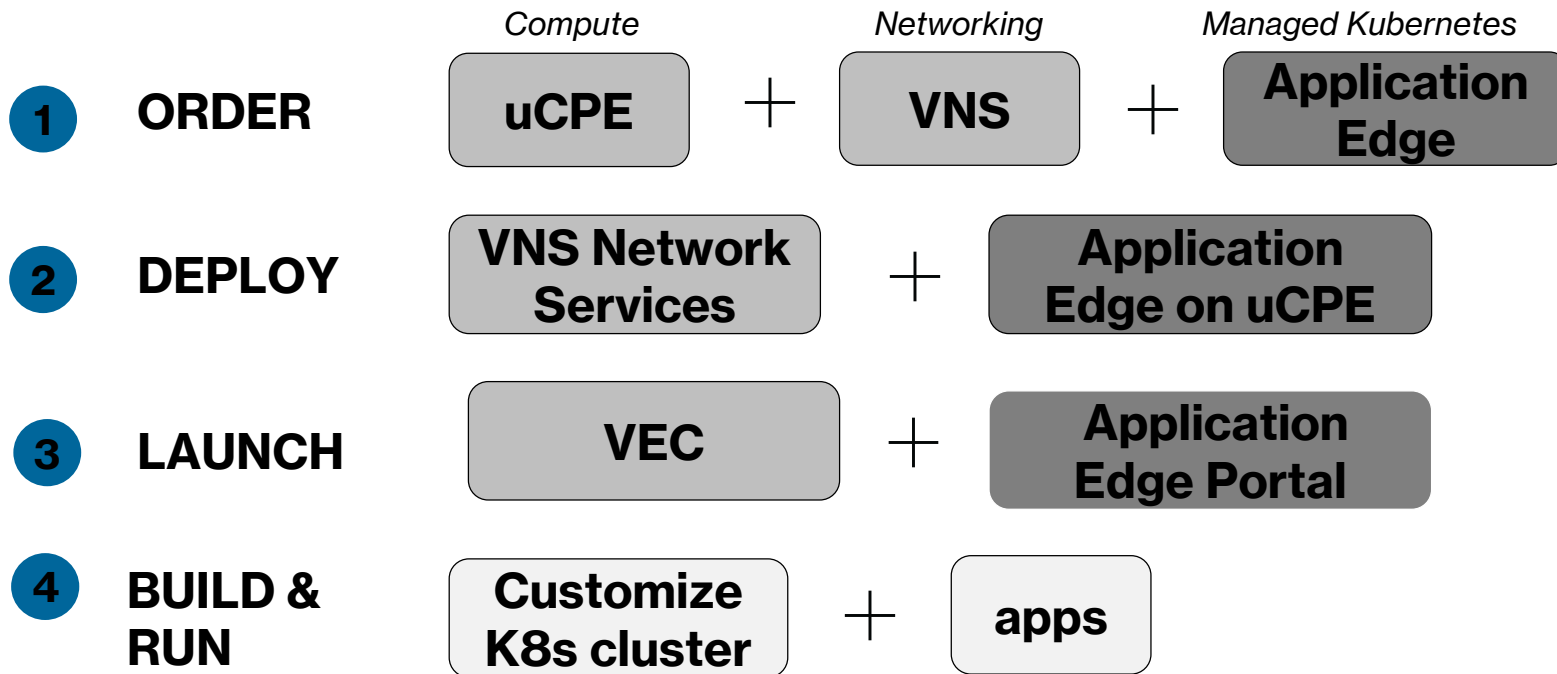 Compute Networking Managed Kubernetes
1 ORDER uCPE + VNS + Application
Edge
2 DEPLOY VNS Network
Services + Application
Edge on uCPE
3 LAUNCH VEC + Application
Edge Portal
4 BUILD &
RUN Customize
K8s cluster + apps